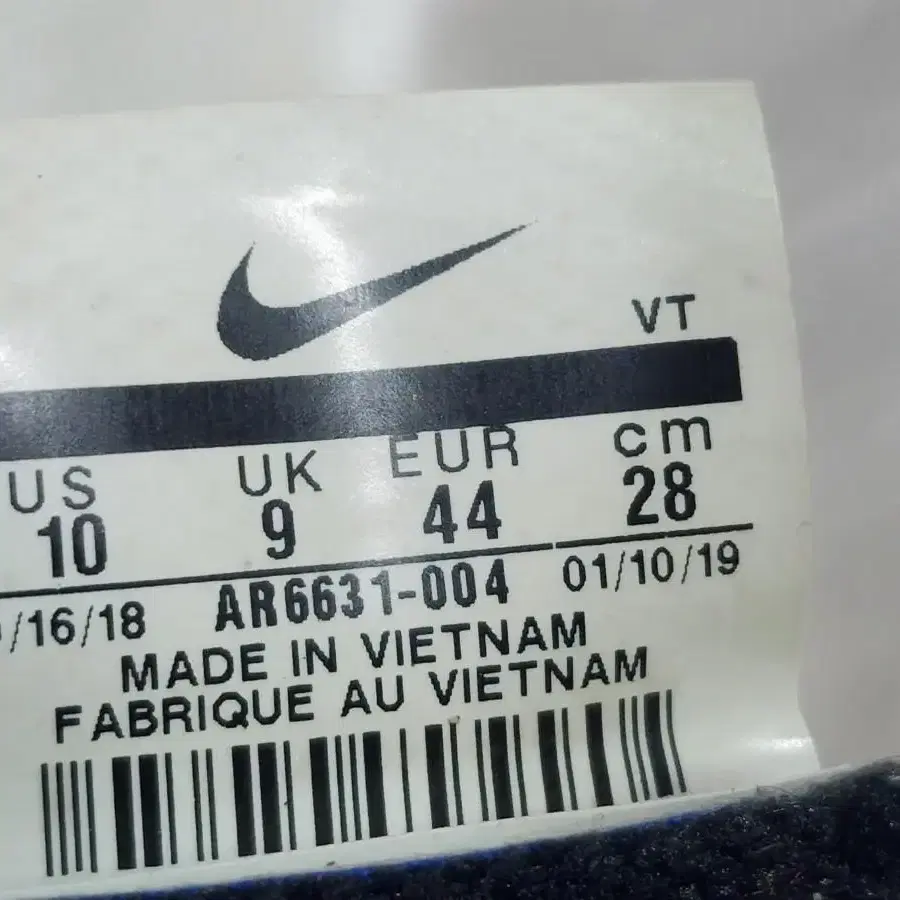 VT
US UK EUR cm
10 9 44 28
/16/18 AR6631-004 01/10/19
MADE IN VIETNAM
FABRIQUE AU VIETNAM